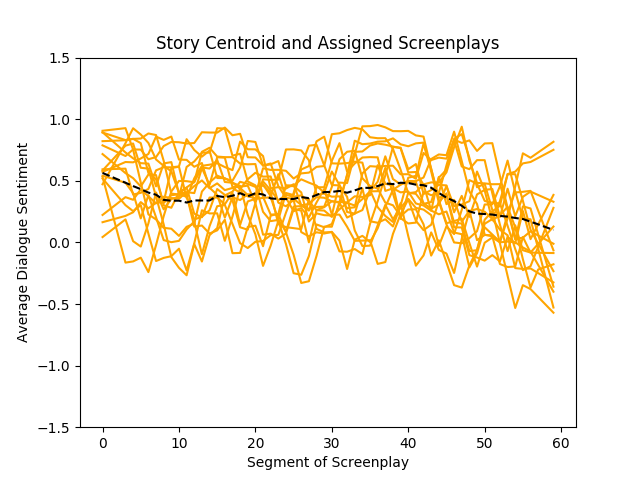 Story Centroid and Assigned Screenplays
Average Dialogue Sentiment
1.5
1.0
0.5
0.0
−0.5
−1.0
−1.5
0 10 20 30 40 50 60
Segment of Screenplay